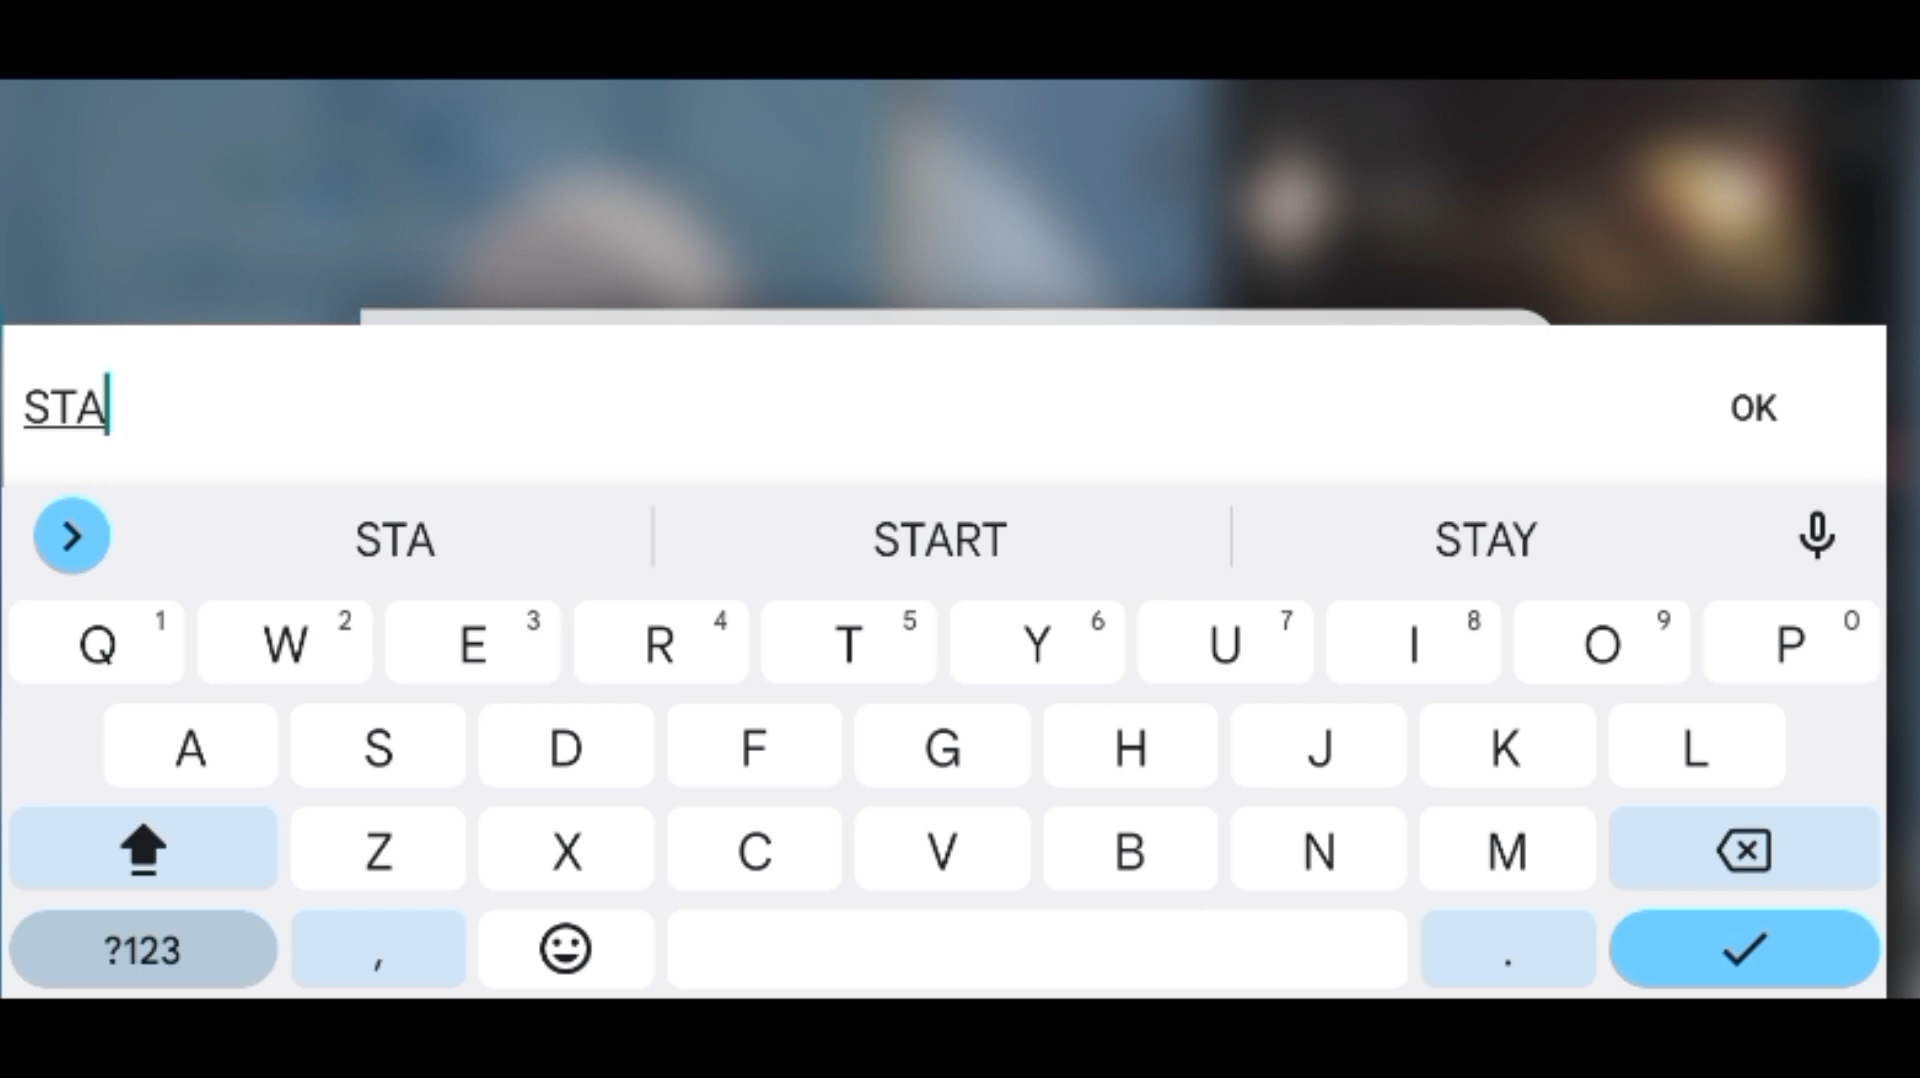 STA
OK
STA START STAY
Q 1 W 2 E 3 R 4 T 5 Y 6 U 7 I 8 O 9 P 0
A S D F G H J K L
Z X C V B N M
?123 , .